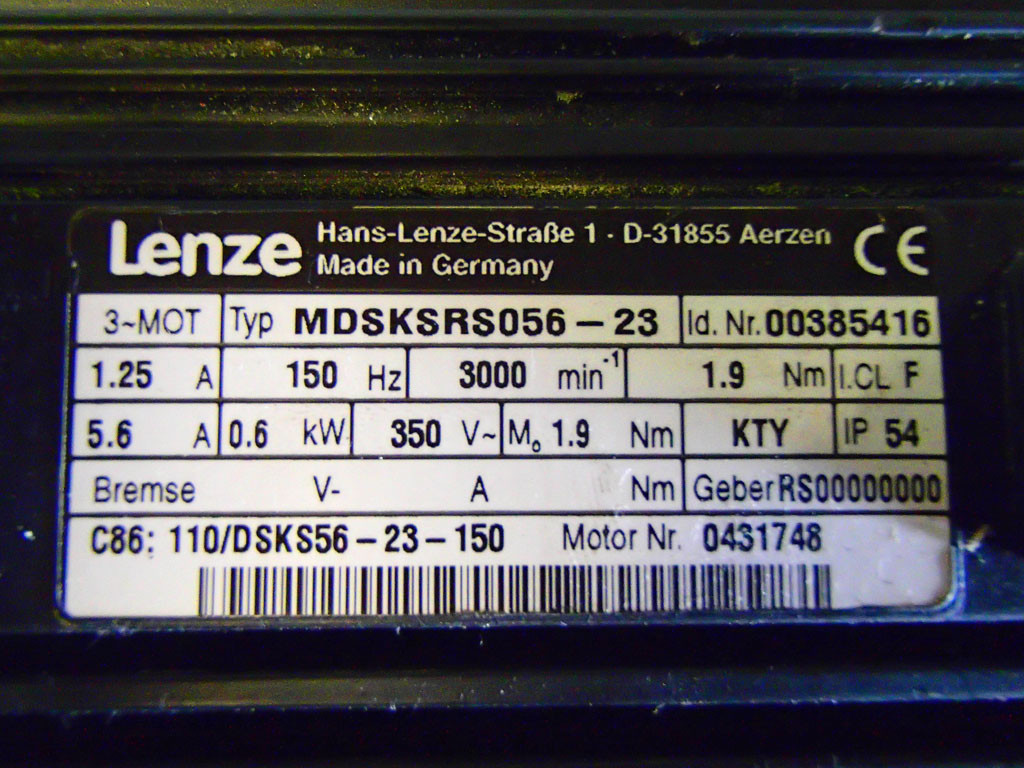 Lenze Hans-Lenze-Straße 1 · D-31855 Aerzen CE
Made in Germany
3~MOT Typ MDSKSRS056-23 Id. Nr. 00385416
1.25 A 150 Hz 3000 min-1 1.9 Nm I.CL F
5.6 A 0.6 kW 350 V~ Mo 1.9 Nm KTY IP 54
Bremse V- A Nm Geber RS00000000
C86: 110/DSKS56-23-150 Motor Nr. 0431748